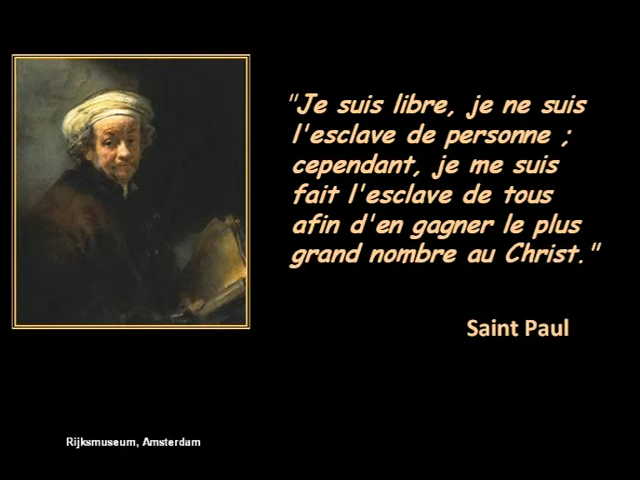 "Je suis libre, je ne suis
l'esclave de personne ;
cependant, je me suis
fait l'esclave de tous
afin d'en gagner le plus
grand nombre au Christ."
Saint Paul
Rijksmuseum, Amsterdam